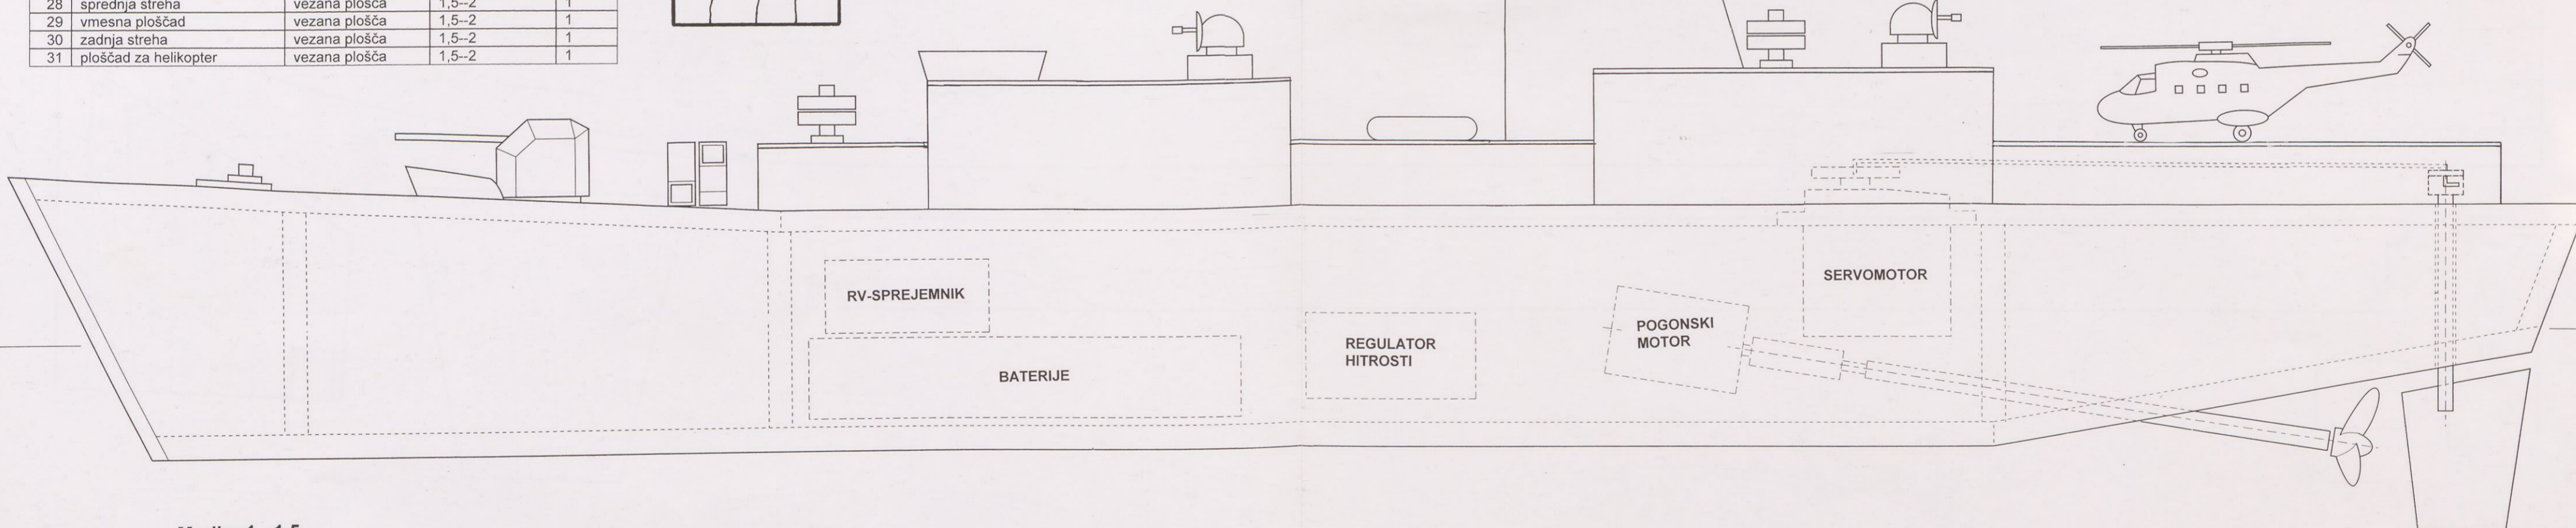 28 sprednja streha vezana plošča 1,5--2 1
29 vmesna ploščad vezana plošča 1,5--2 1
30 zadnja streha vezana plošča 1,5--2 1
31 ploščad za helikopter vezana plošča 1,5--2 1
RV-SPREJEMNIK
BATERIJE
REGULATOR
HITROSTI
POGONSKI
MOTOR
SERVOMOTOR